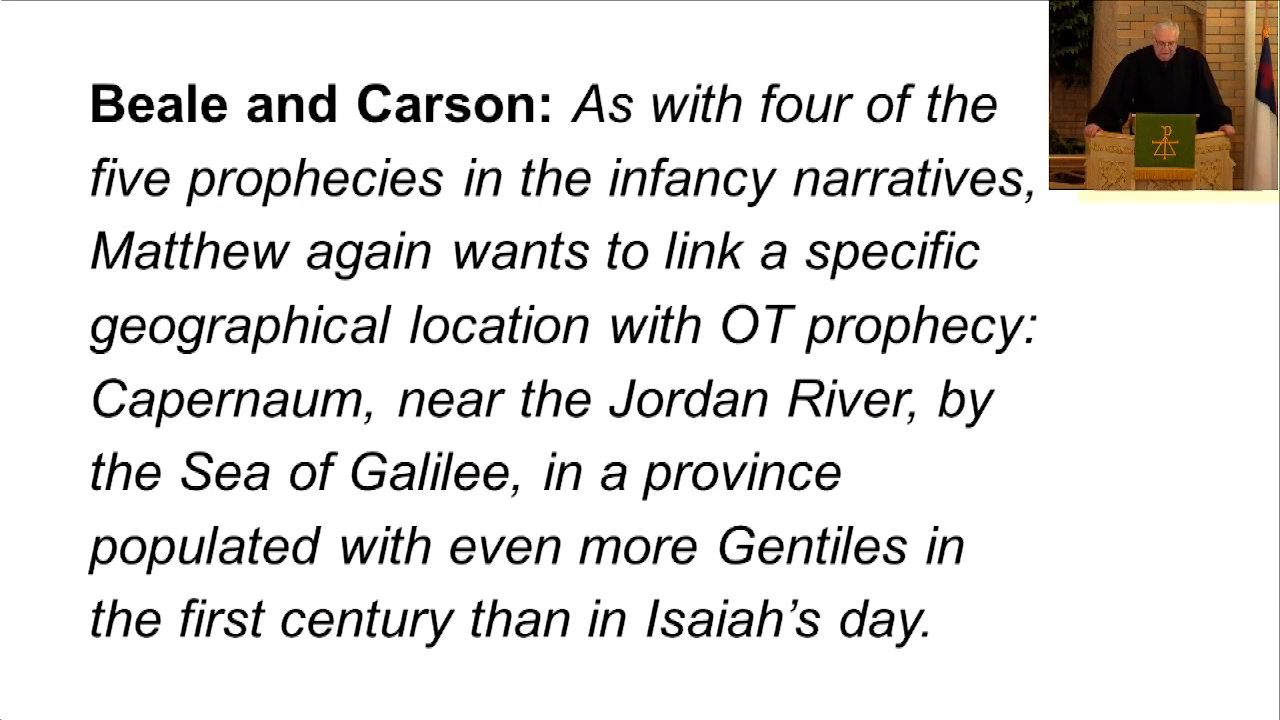 Beale and Carson: As with four of the
five prophecies in the infancy narratives,
Matthew again wants to link a specific
geographical location with OT prophecy:
Capernaum, near the Jordan River, by
the Sea of Galilee, in a province
populated with even more Gentiles in
the first century than in Isaiah’s day.